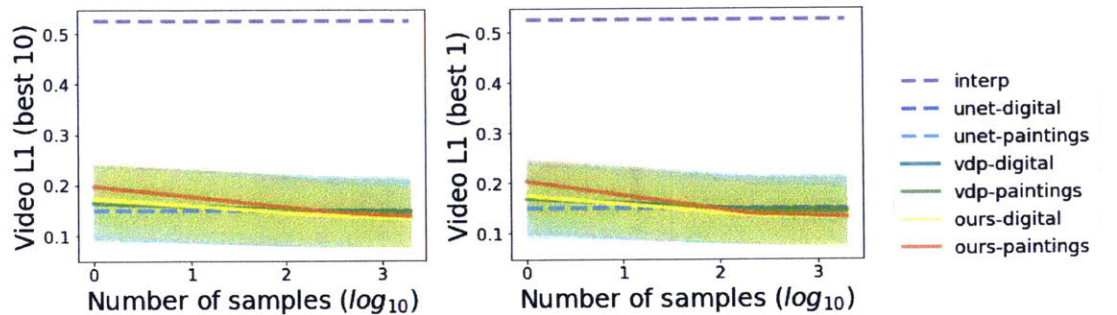 Video L1 (best 10)
0.5
0.4
0.3
0.2
0.1
0 1 2 3
Number of samples (log10)
Video L1 (best 1)
0.5
0.4
0.3
0.2
0.1
0 1 2 3
Number of samples (log10)
interp
unet-digital
unet-paintings
vdp-digital
vdp-paintings
ours-digital
ours-paintings